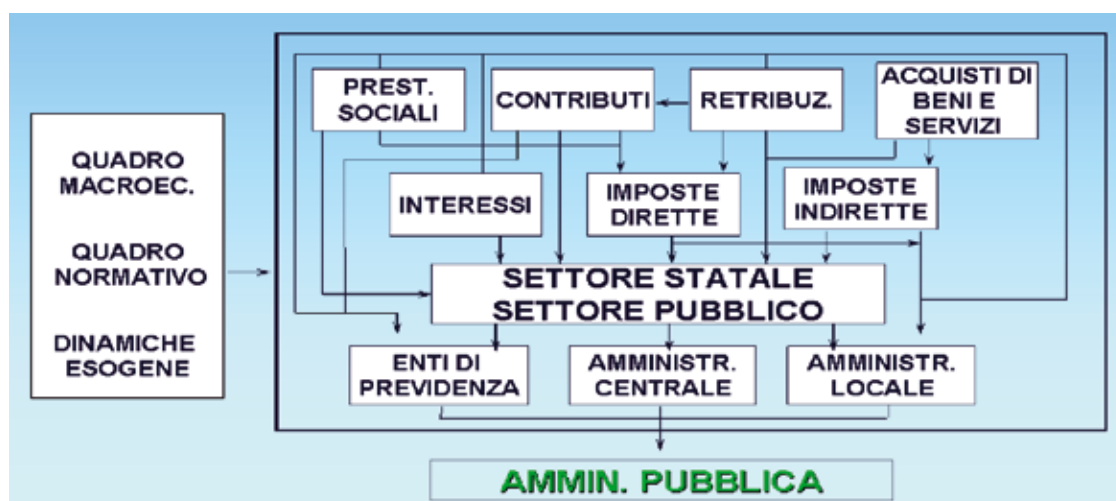 QUADRO
MACROEC.
QUADRO
NORMATIVO
DINAMICHE
ESOGENE
PREST.
SOCIALI
CONTRIBUTI
RETRIBUZ.
ACQUISTI DI
BENI E
SERVIZI
INTERESSI
IMPOSTE
DIRETTE
IMPOSTE
INDIRETTE
SETTORE STATALE
SETTORE PUBBLICO
ENTI DI
PREVIDENZA
AMMINISTR.
CENTRALE
AMMINISTR.
LOCALE
AMMIN. PUBBLICA